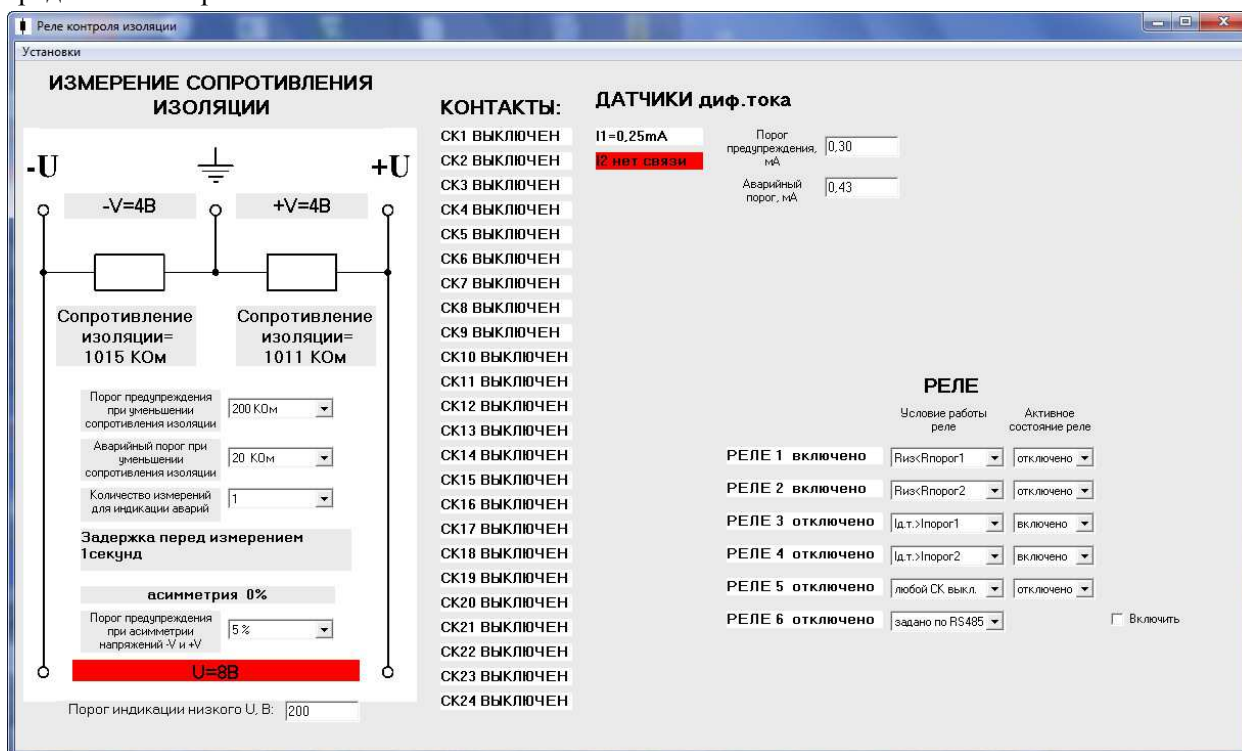 Реле контроля изоляции
Установки
ИЗМЕРЕНИЕ СОПРОТИВЛЕНИЯ
ИЗОЛЯЦИИ
-U
+U
-V=4В
+V=4В
Сопротивление
изоляции=
1015 КОм
Сопротивление
изоляции=
1011 КОм
Порог предупреждения
при уменьшении
сопротивления изоляции
200 КОм
Аварийный порог при
уменьшении
сопротивления изоляции
20 КОм
Количество измерений
для индикации аварий
1
Задержка перед измерением
1секунд
асимметрия 0%
Порог предупреждения
при асимметрии
напряжений -V и +V
5 %
U=8В
Порог индикации низкого U, В:
200
КОНТАКТЫ:
СК1 ВЫКЛЮЧЕН
СК2 ВЫКЛЮЧЕН
СК3 ВЫКЛЮЧЕН
СК4 ВЫКЛЮЧЕН
СК5 ВЫКЛЮЧЕН
СК6 ВЫКЛЮЧЕН
СК7 ВЫКЛЮЧЕН
СК8 ВЫКЛЮЧЕН
СК9 ВЫКЛЮЧЕН
СК10 ВЫКЛЮЧЕН
СК11 ВЫКЛЮЧЕН
СК12 ВЫКЛЮЧЕН
СК13 ВЫКЛЮЧЕН
СК14 ВЫКЛЮЧЕН
СК15 ВЫКЛЮЧЕН
СК16 ВЫКЛЮЧЕН
СК17 ВЫКЛЮЧЕН
СК18 ВЫКЛЮЧЕН
СК19 ВЫКЛЮЧЕН
СК20 ВЫКЛЮЧЕН
СК21 ВЫКЛЮЧЕН
СК22 ВЫКЛЮЧЕН
СК23 ВЫКЛЮЧЕН
СК24 ВЫКЛЮЧЕН
ДАТЧИКИ диф.тока
I1=0,25mA
I2 нет связи
Порог
предупреждения,
мА
0,30
Аварийный
порог, мА
0,43
РЕЛЕ
Условие работы
реле
Активное
состояние реле
РЕЛЕ 1 включено Rиз<Rпорог1 отключено
РЕЛЕ 2 включено Rиз<Rпорог2 отключено
РЕЛЕ 3 отключено Iд.т.>Iпорог1 включено
РЕЛЕ 4 отключено Iд.т.>Iпорог2 включено
РЕЛЕ 5 отключено любой СК выкл. отключено
РЕЛЕ 6 отключено задано по RS485 Включить